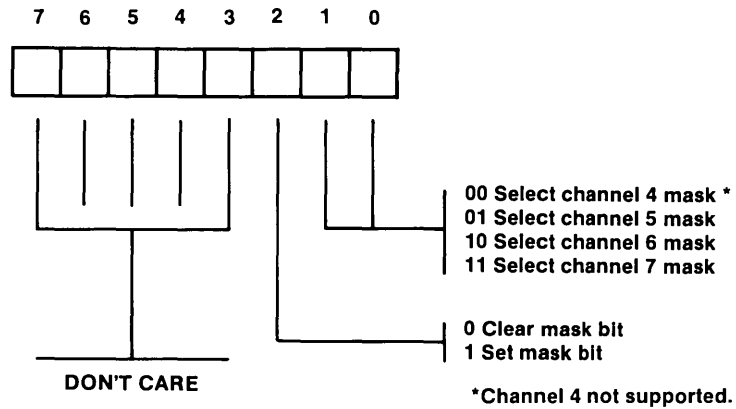 7 6 5 4 3 2 1 0
00 Select channel 4 mask *
01 Select channel 5 mask
10 Select channel 6 mask
11 Select channel 7 mask
0 Clear mask bit
1 Set mask bit
DON'T CARE
*Channel 4 not supported.